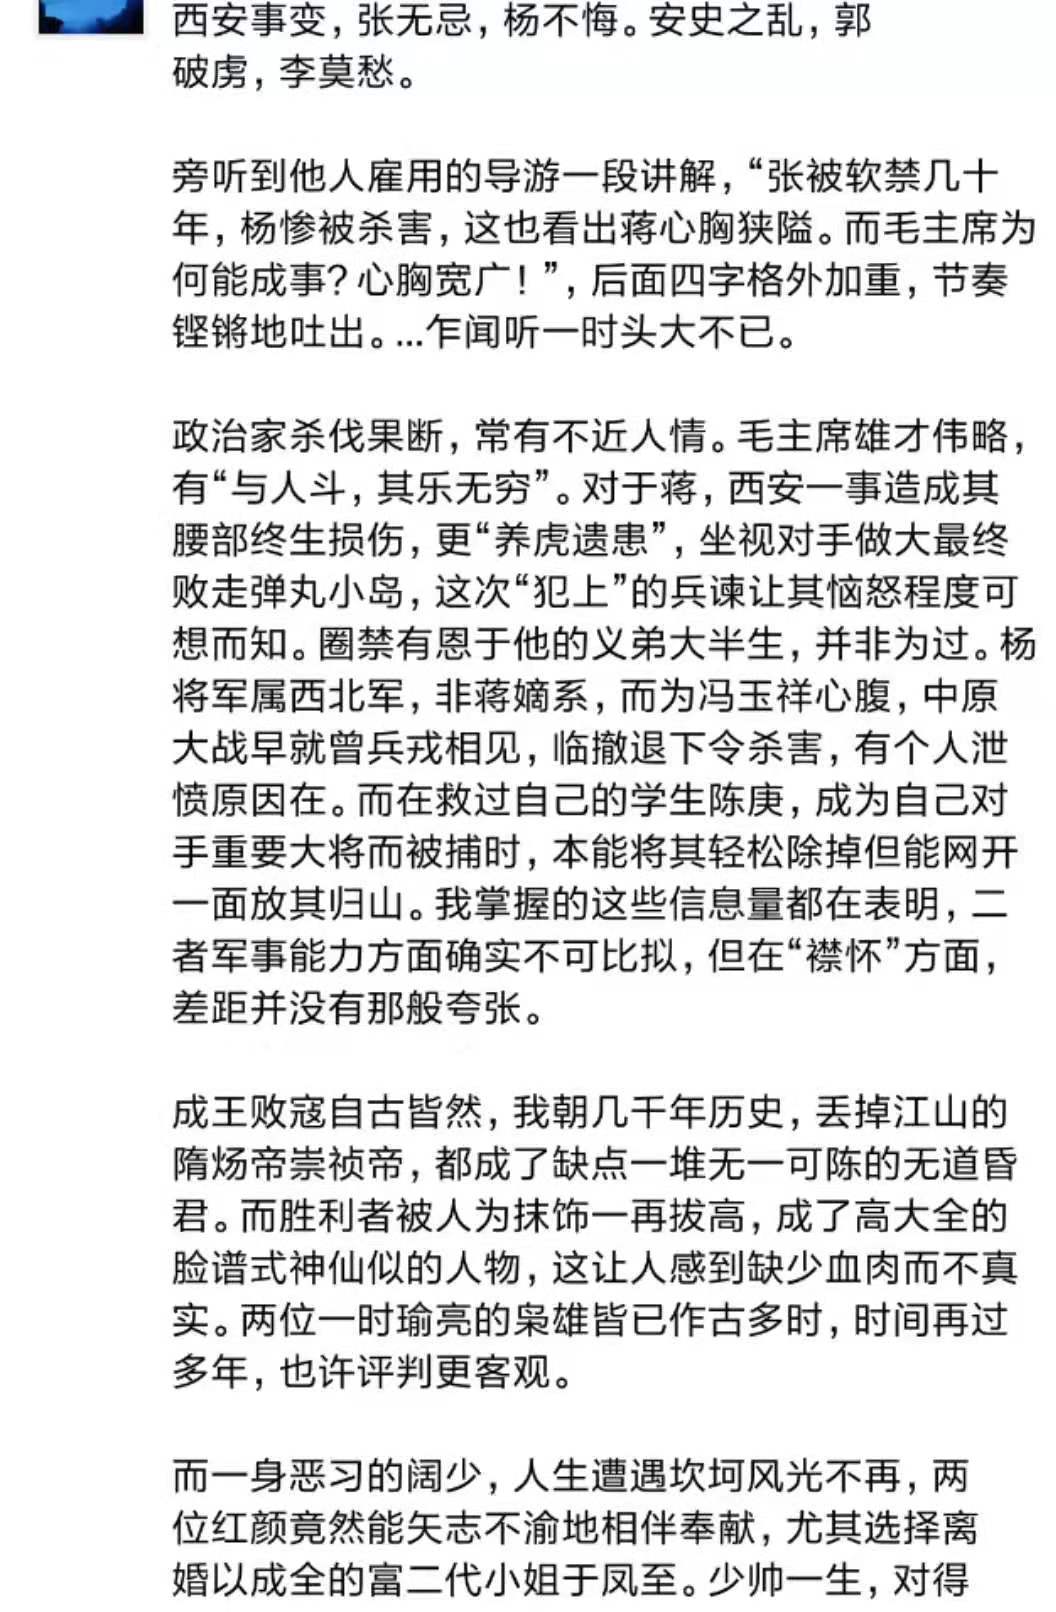 西安事变，张无忌，杨不悔。安史之乱，郭
破虏，李莫愁。
旁听到他人雇用的导游一段讲解，“张被软禁几十
年，杨惨被杀害，这也看出蒋心胸狭隘。而毛主席为
何能成事？心胸宽广！”，后面四字格外加重，节奏
铿锵地吐出。...乍闻听一时头大不已。
政治家杀伐果断，常有不近人情。毛主席雄才伟略，
有“与人斗，其乐无穷”。对于蒋，西安一事造成其
腰部终生损伤，更“养虎遗患”，坐视对手做大最终
败走弹丸小岛，这次“犯上”的兵谏让其恼怒程度可
想而知。圈禁有恩于他的义弟大半生，并非为过。杨
将军属西北军，非蒋嫡系，而为冯玉祥心腹，中原
大战早就曾兵戎相见，临撤退下令杀害，有个人泄
愤原因在。而在救过自己的学生陈庚，成为自己对
手重要大将而被捕时，本能将其轻松除掉但能网开
一面放其归山。我掌握的这些信息量都在表明，二
者军事能力方面确实不可比拟，但在“襟怀”方面，
差距并没有那般夸张。
成王败寇自古皆然，我朝几千年历史，丢掉江山的
隋炀帝崇祯帝，都成了缺点一堆无一可陈的无道昏
君。而胜利者被人为抹饰一再拔高，成了高大全的
脸谱式神仙似的人物，这让人感到缺少血肉而不真
实。两位一时瑜亮的枭雄皆已作古多时，时间再过
多年，也许评判更客观。
而一身恶习的阔少，人生遭遇坎坷风光不再，两
位红颜竟然能矢志不渝地相伴奉献，尤其选择离
婚以成全的富二代小姐于凤至。少帅一生，对得